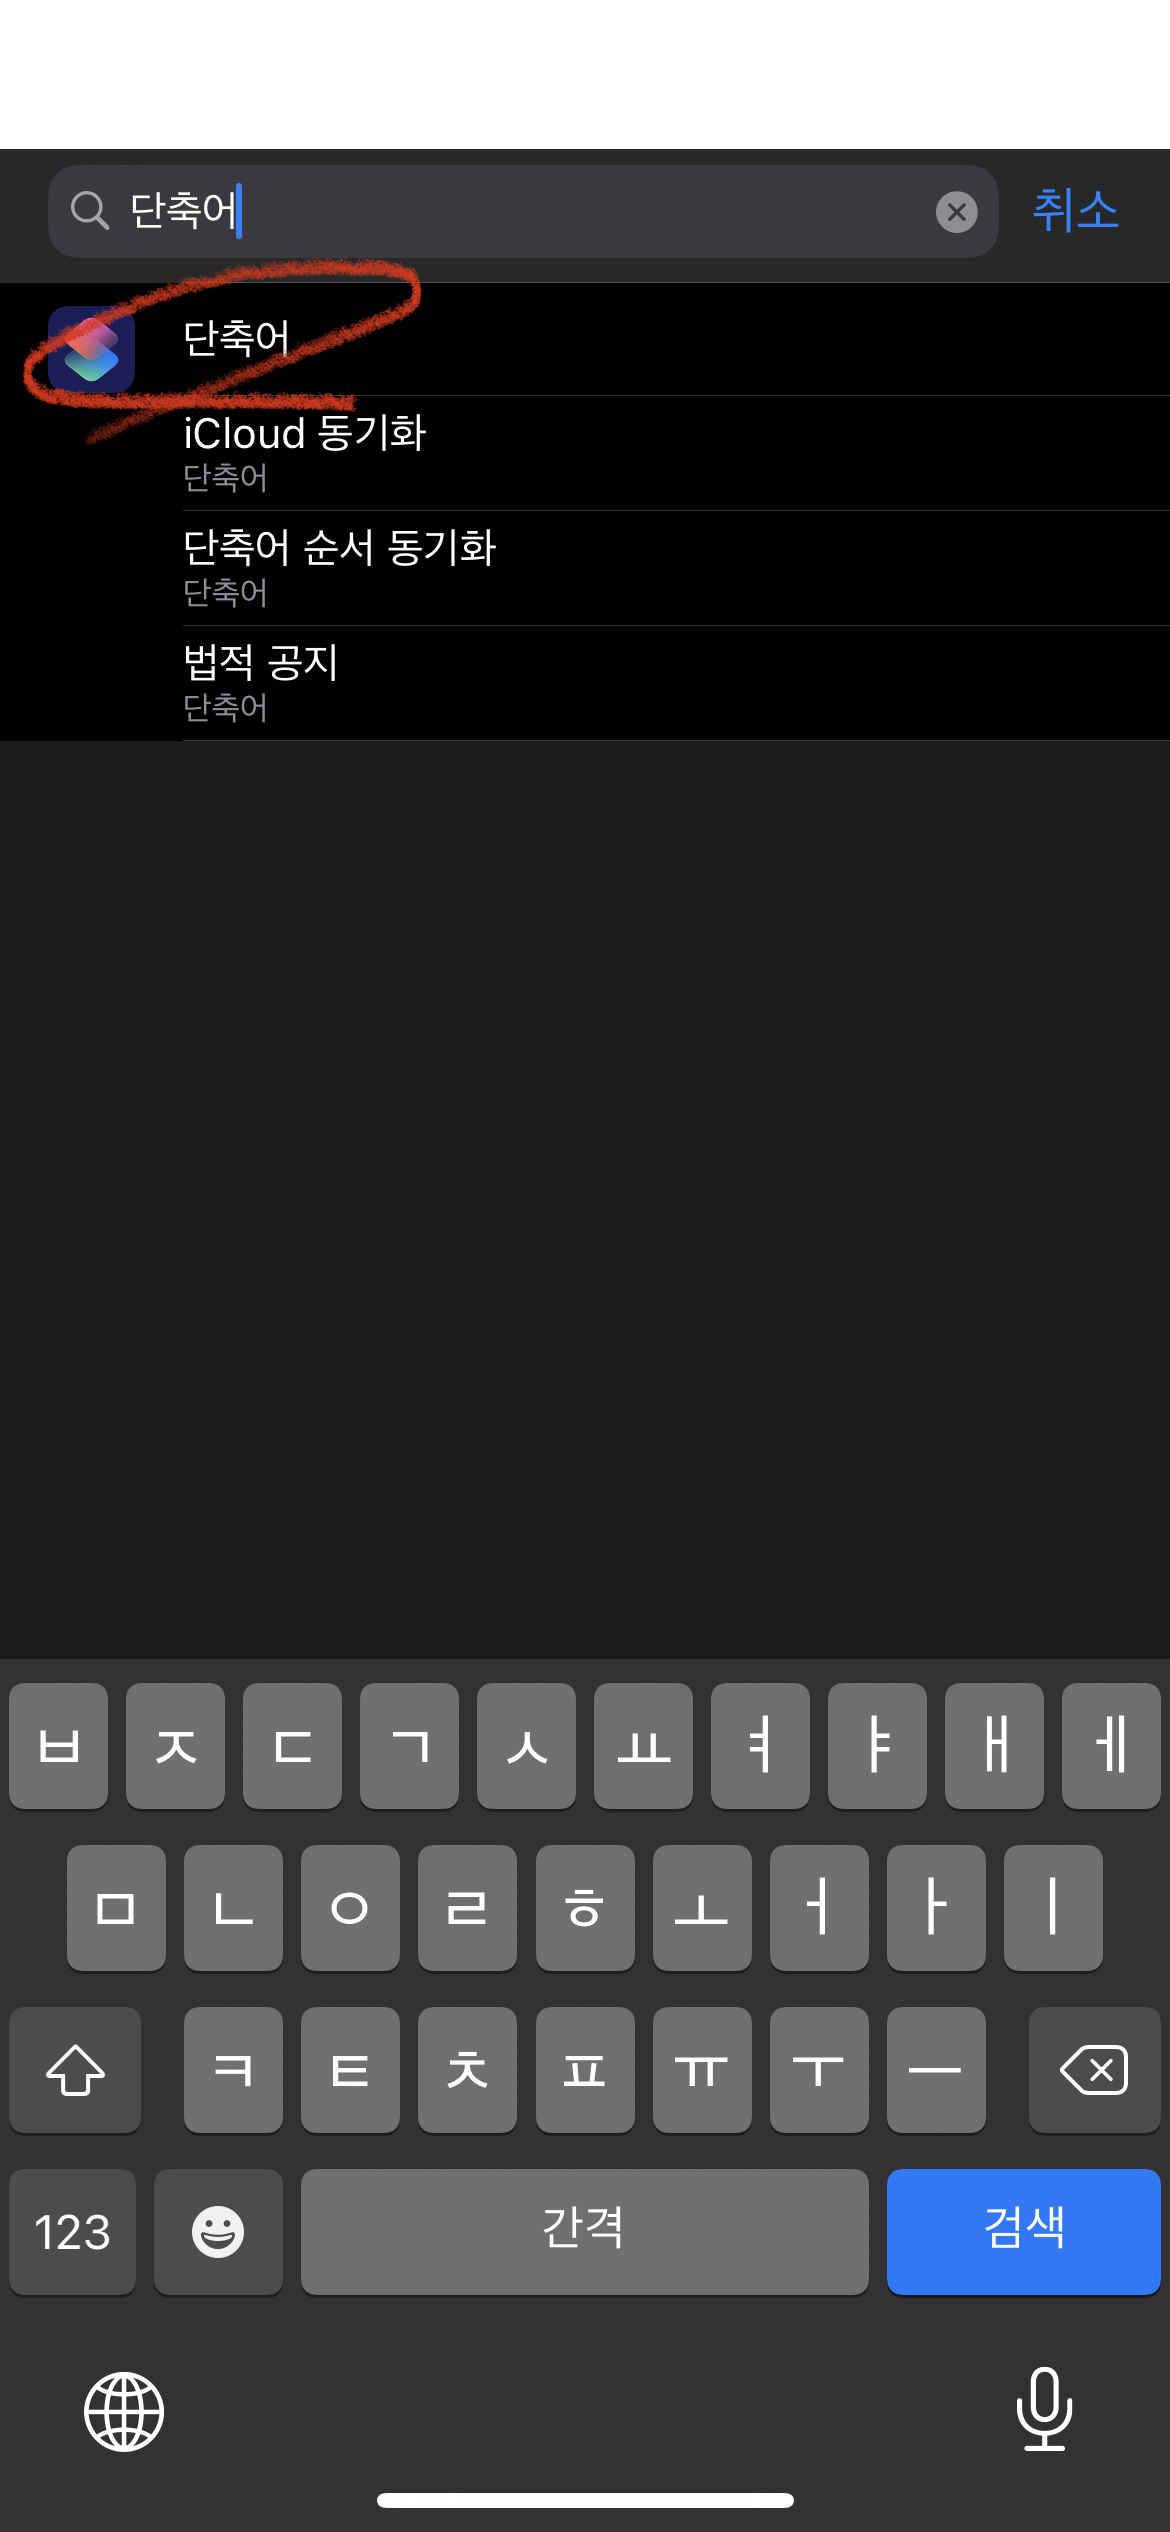 단축어 취소
단축어
iCloud 동기화
단축어
단축어 순서 동기화
단축어
법적 공지
단축어
ㅂ ㅈ ㄷ ㄱ ㅅ ㅛ ㅕ ㅑ ㅐ ㅔ
ㅁ ㄴ ㅇ ㄹ ㅎ ㅗ ㅓ ㅏ ㅣ
ㅋ ㅌ ㅊ ㅍ ㅠ ㅜ ㅡ
123 간격 검색